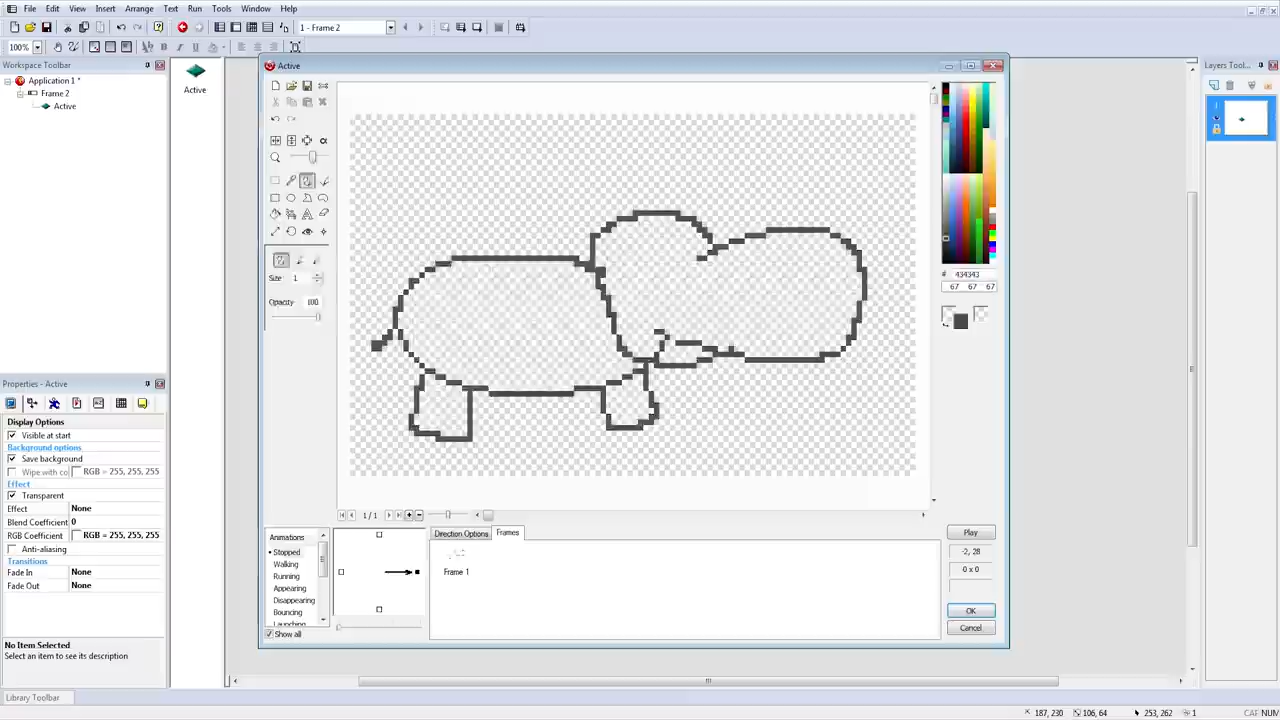 File Edit View Insert Arrange Text Run Tools Window Help
1 - Frame 2
100%
Workspace Toolbar
Application 1 *
Frame 2
Active
Active
Active
Layers Tool...
1
# 434343
67 67 67
Size: 1
Opacity 100
1 / 1
Properties - Active
Display Options
Visible at start
Background options
Save background
Wipe with co RGB = 255, 255, 255
Effect
Transparent
Effect None
Blend Coefficient 0
RGB Coefficient RGB = 255, 255, 255
Anti-aliasing
Transitions
Fade In None
Fade Out None
No Item Selected
Select an item to see its description
Library Toolbar
Animations
Stopped
Walking
Running
Appearing
Disappearing
Bouncing
Launching
Show all
Direction Options Frames
Frame 1
Play
-2, 28
0 x 0
OK
Cancel
187, 230 106, 64 253, 262 1 CAP NUM